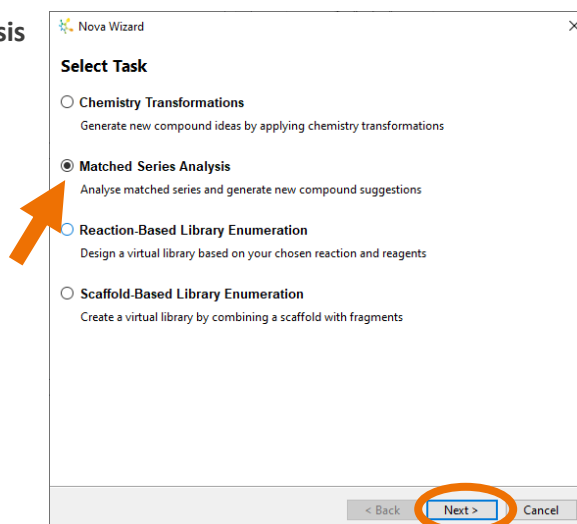 Nova Wizard
Select Task
Chemistry Transformations
Generate new compound ideas by applying chemistry transformations
Matched Series Analysis
Analyse matched series and generate new compound suggestions
Reaction-Based Library Enumeration
Design a virtual library based on your chosen reaction and reagents
Scaffold-Based Library Enumeration
Create a virtual library by combining a scaffold with fragments
< Back Next > Cancel